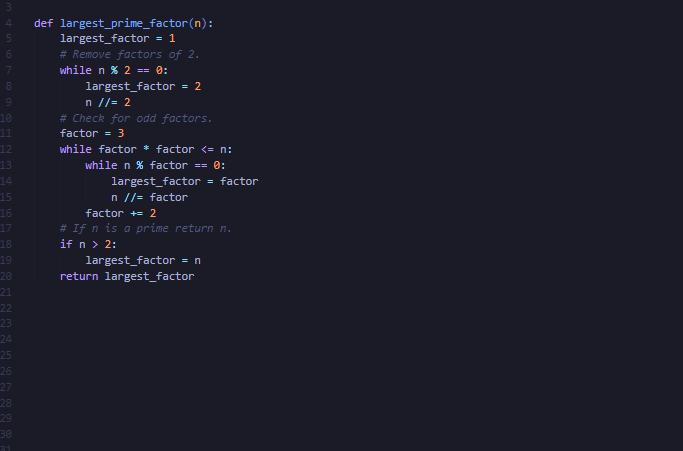 3
4 def largest_prime_factor(n):
5     largest_factor = 1
6     # Remove factors of 2.
7     while n % 2 == 0:
8         largest_factor = 2
9         n //= 2
10     # Check for odd factors.
11     factor = 3
12     while factor * factor <= n:
13         while n % factor == 0:
14             largest_factor = factor
15             n //= factor
16         factor += 2
17     # If n is a prime return n.
18     if n > 2:
19         largest_factor = n
20     return largest_factor
21
22
23
24
25
26
27
28
29
30
31